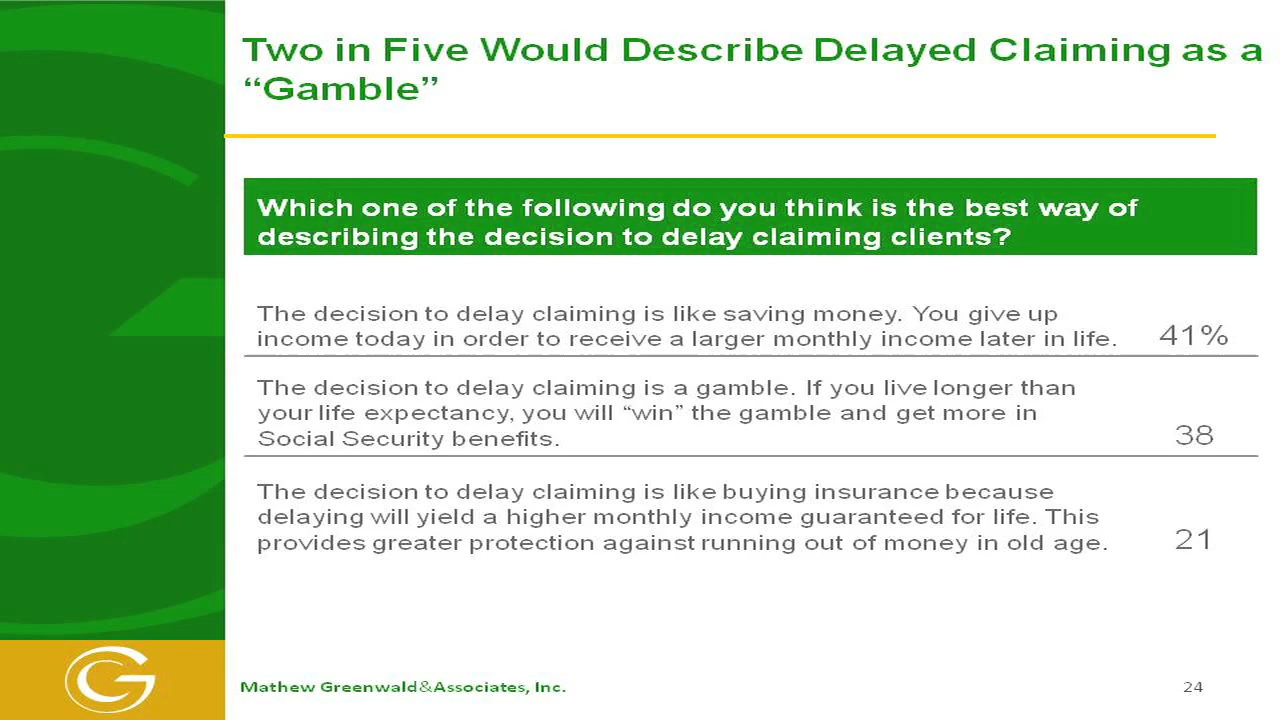 Two in Five Would Describe Delayed Claiming as a
“Gamble”
Which one of the following do you think is the best way of
describing the decision to delay claiming clients?
The decision to delay claiming is like saving money. You give up
income today in order to receive a larger monthly income later in life.
41%
The decision to delay claiming is a gamble. If you live longer than
your life expectancy, you will “win” the gamble and get more in
Social Security benefits.
38
The decision to delay claiming is like buying insurance because
delaying will yield a higher monthly income guaranteed for life. This
provides greater protection against running out of money in old age.
21
Mathew Greenwald&Associates, Inc.
24